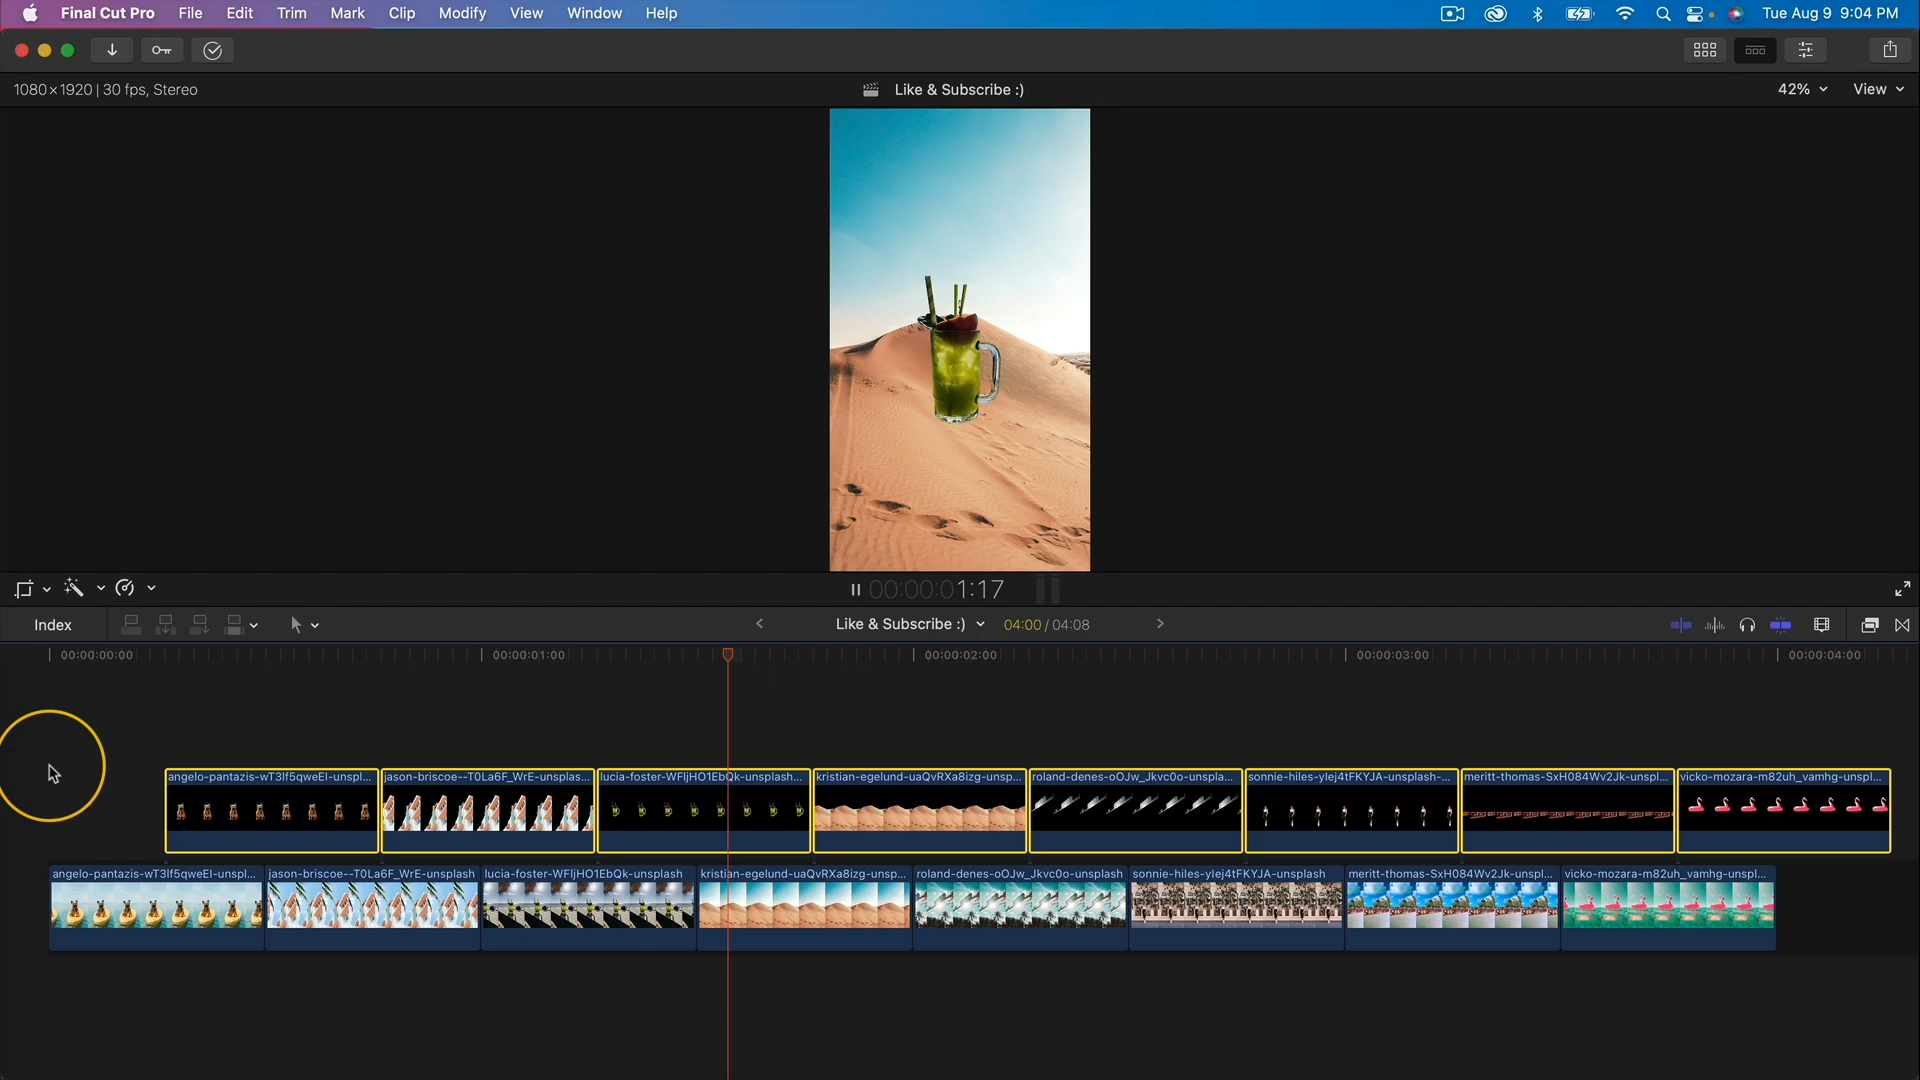 Final Cut Pro File Edit Trim Mark Clip Modify View Window Help Tue Aug 9 9:04 PM
1080×1920 | 30 fps, Stereo Like & Subscribe :) 42% View
00:00:00:01:17
Index Like & Subscribe :) 04:00 / 04:08
00:00:00:00 00:00:01:00 00:00:02:00 00:00:03:00 00:00:04:00
angelo-pantazis-wT3lf5qweEI-unspl... jason-briscoe--T0La6F_WrE-unsplas... lucia-foster-WFljHO1EbQk-unsplash... kristian-egelund-uaQvRXa8izg-unsp... roland-denes-oOJw_Jkvc0o-unspla... sonnie-hiles-ylej4tFKYJA-unsplash-... meritt-thomas-SxH084Wv2Jk-unspl... vicko-mozara-m82uh_vamhg-unspl...
angelo-pantazis-wT3lf5qweEI-unspl... jason-briscoe--T0La6F_WrE-unsplash lucia-foster-WFljHO1EbQk-unsplash kristian-egelund-uaQvRXa8izg-unsp... roland-denes-oOJw_Jkvc0o-unsplash sonnie-hiles-ylej4tFKYJA-unsplash meritt-thomas-SxH084Wv2Jk-unspl... vicko-mozara-m82uh_vamhg-unspl...